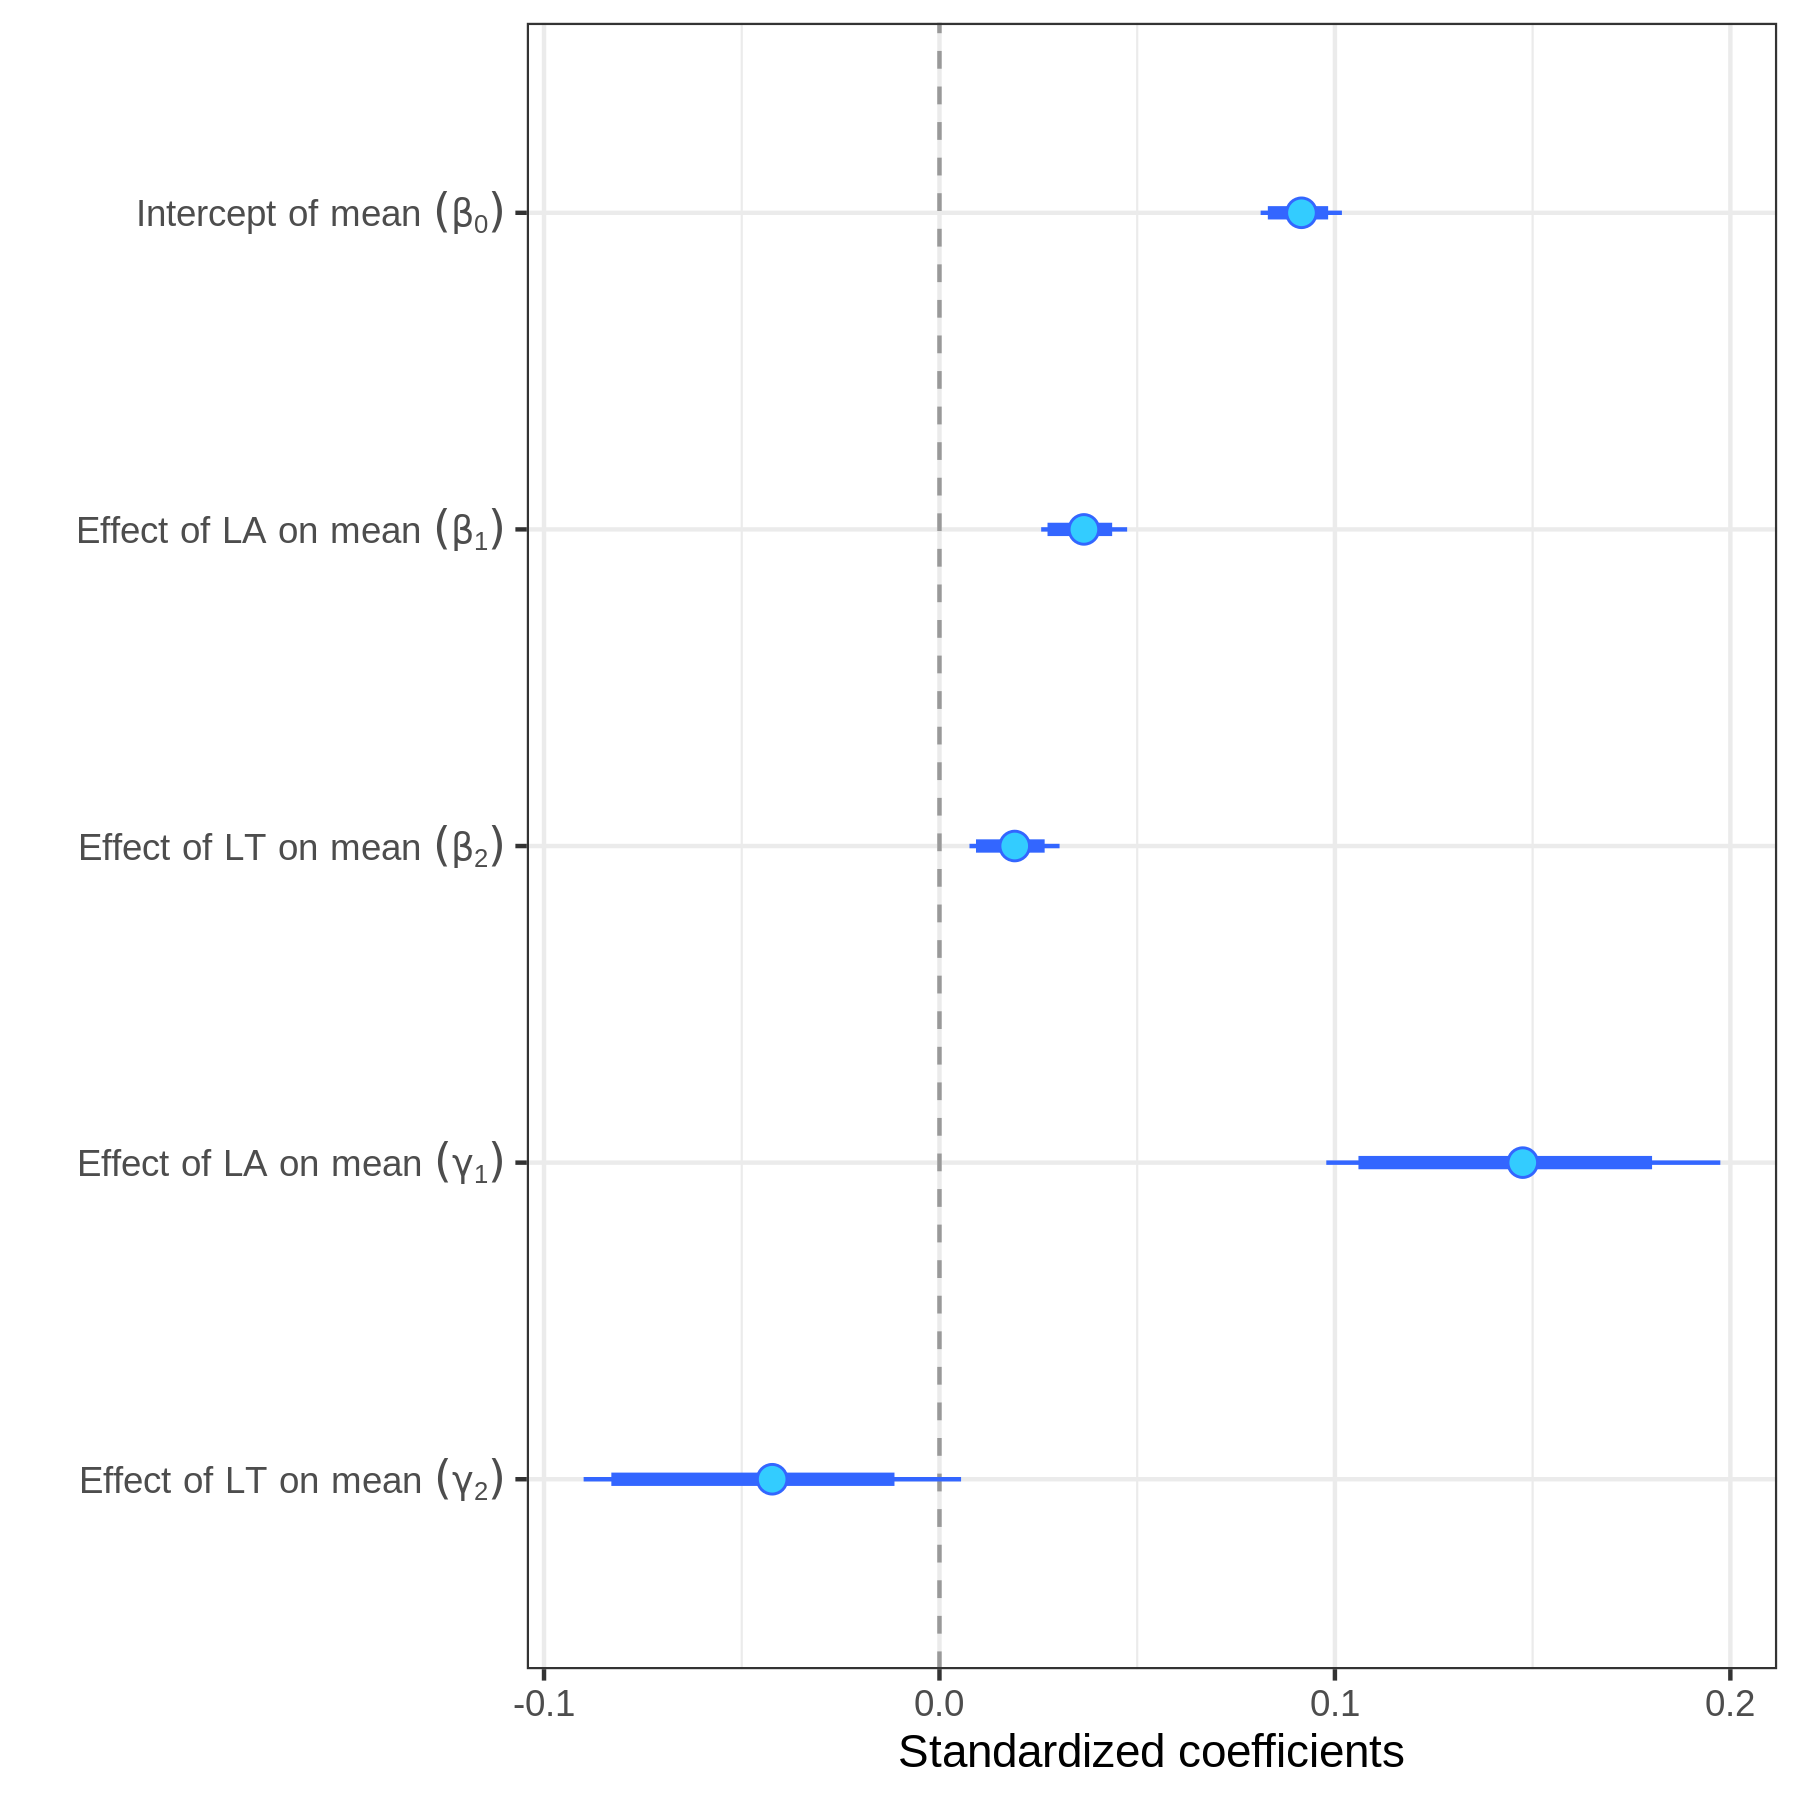 Intercept of mean (β₀)
Effect of LA on mean (β₁)
Effect of LT on mean (β₂)
Effect of LA on mean (γ₁)
Effect of LT on mean (γ₂)
-0.1 0.0 0.1 0.2
Standardized coefficients